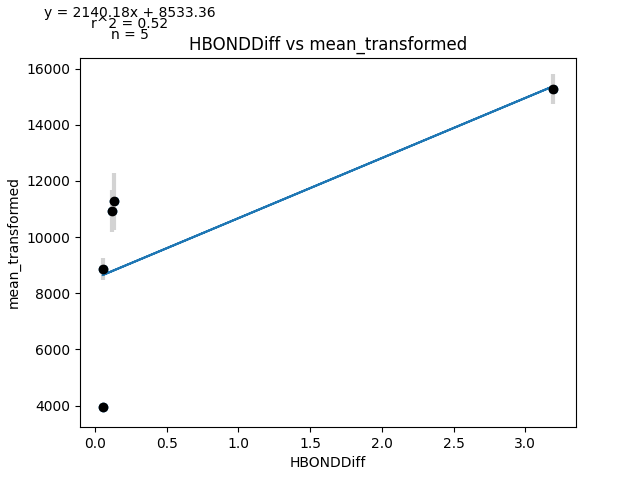 y = 2140.18x + 8533.36
r^2 = 0.52
n = 5
HBONDDiff vs mean_transformed
16000
14000
12000
10000
8000
6000
4000
mean_transformed
0.0 0.5 1.0 1.5 2.0 2.5 3.0
HBONDDiff